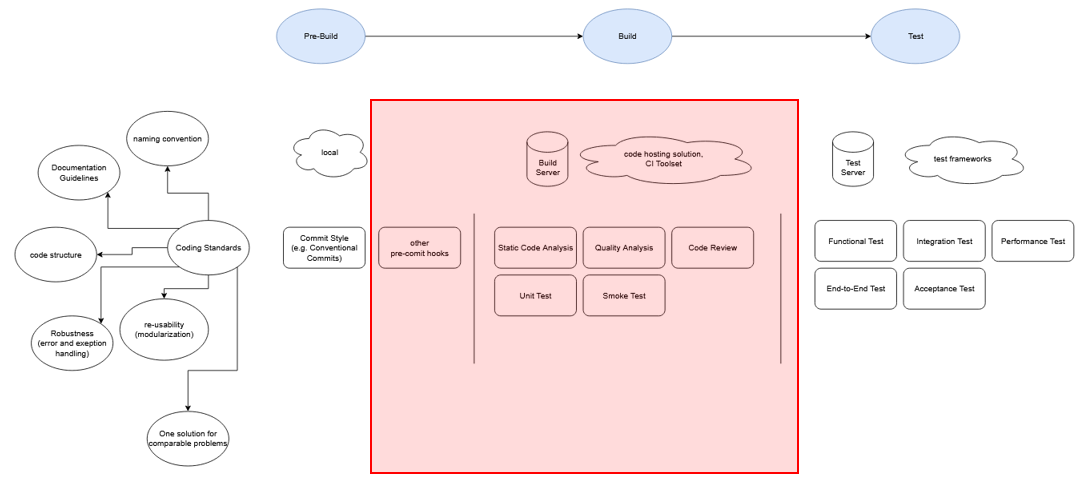 Pre-Build
Build
Test
naming convention
Documentation
Guidelines
code structure
Coding Standards
Robustness
(error and exeption
handling)
re-usability
(modularization)
One solution for
comparable problems
local
Build
Server
code hosting solution,
CI Toolset
Test
Server
test frameworks
Commit Style
(e.g. Conventional
Commits)
other
pre-comit hooks
Static Code Analysis
Quality Analysis
Code Review
Unit Test
Smoke Test
Functional Test
Integration Test
Performance Test
End-to-End Test
Acceptance Test